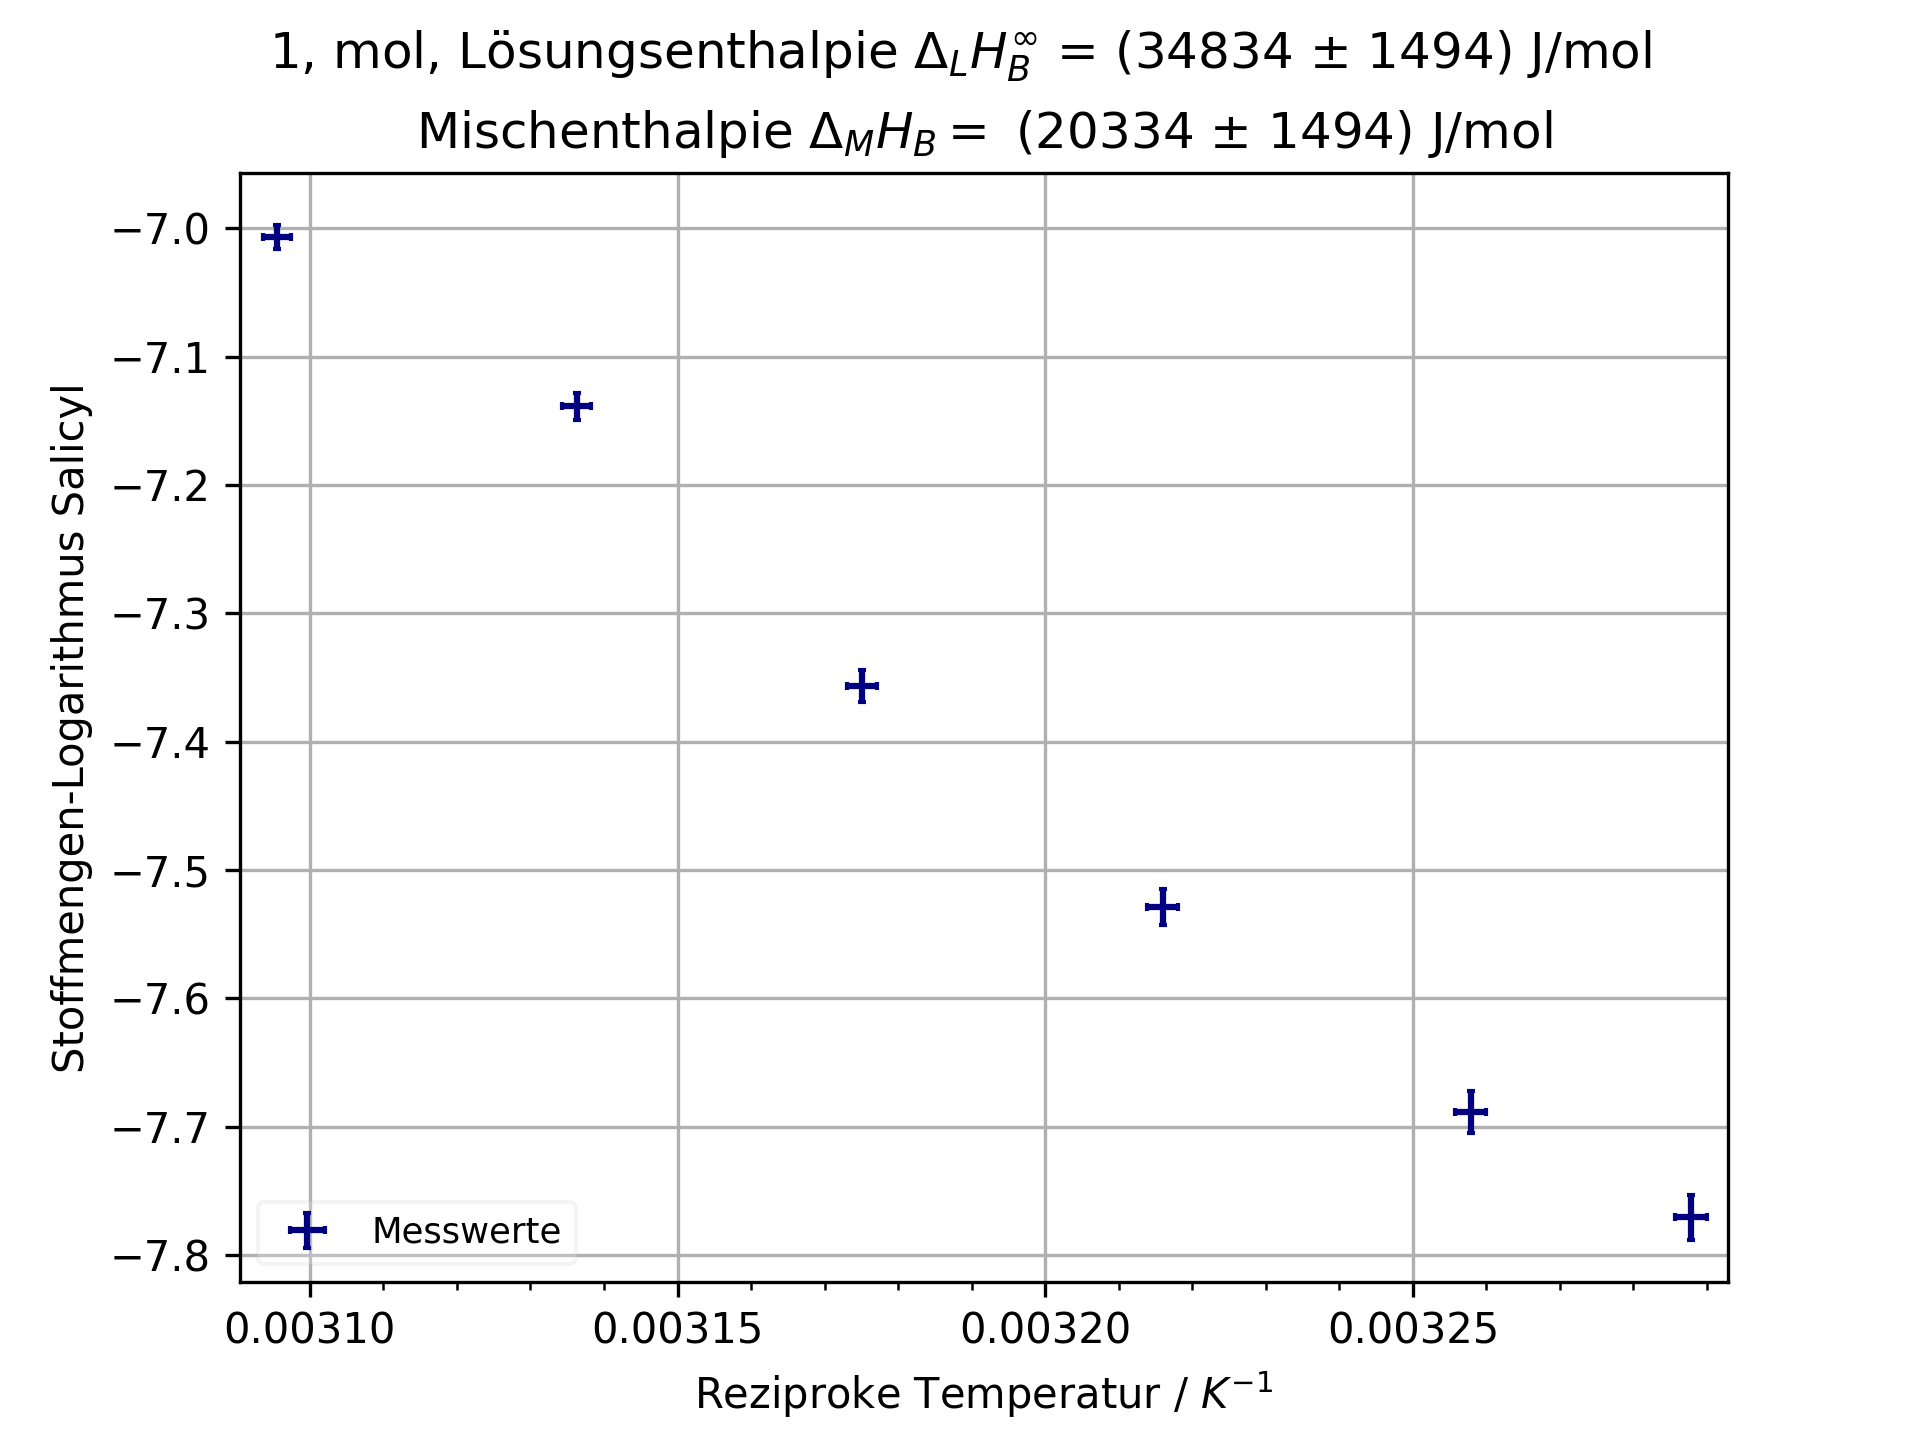 1, mol, Lösungsenthalpie Δ_L H_B^∞ = (34834 ± 1494) J/mol
Mischenthalpie Δ_M H_B = (20334 ± 1494) J/mol
Stoffmengen-Logarithmus Salicyl
−7.0
−7.1
−7.2
−7.3
−7.4
−7.5
−7.6
−7.7
−7.8
Messwerte
0.00310 0.00315 0.00320 0.00325
Reziproke Temperatur / K⁻¹